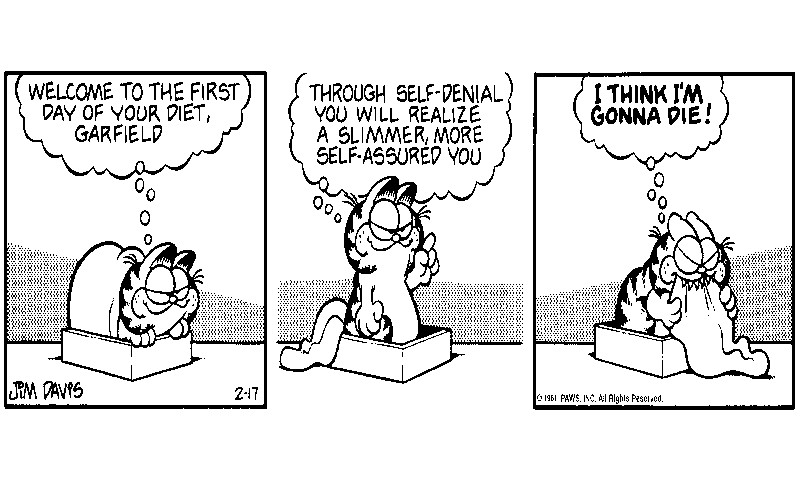 WELCOME TO THE FIRST
DAY OF YOUR DIET,
GARFIELD
JIM DAVIS
2-17
THROUGH SELF-DENIAL
YOU WILL REALIZE
A SLIMMER, MORE
SELF-ASSURED YOU
I THINK I'M
GONNA DIE!
© 1981 PAWS, INC. All Rights Reserved.